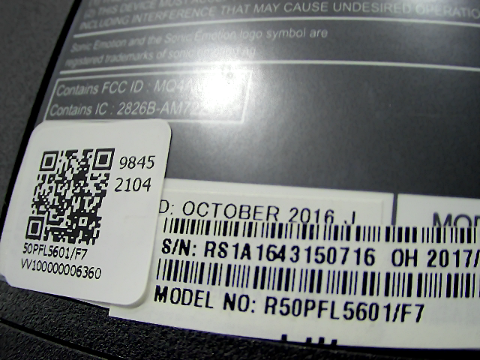 IN THIS DEVICE MUST
INCLUDING INTERFERENCE THAT MAY CAUSE UNDESIRED OPERATION
Sonic Emotion and the Sonic Emotion logo symbol are
registered trademarks of sonic emotion AG
Contains FCC ID :
Contains IC : 2826B-
9845
2104
50PFL5601/F7
VV100000006360
D: OCTOBER 2016 J
S/N: RS1A1643150716 OH 2017/
MODEL NO: R50PFL5601/F7